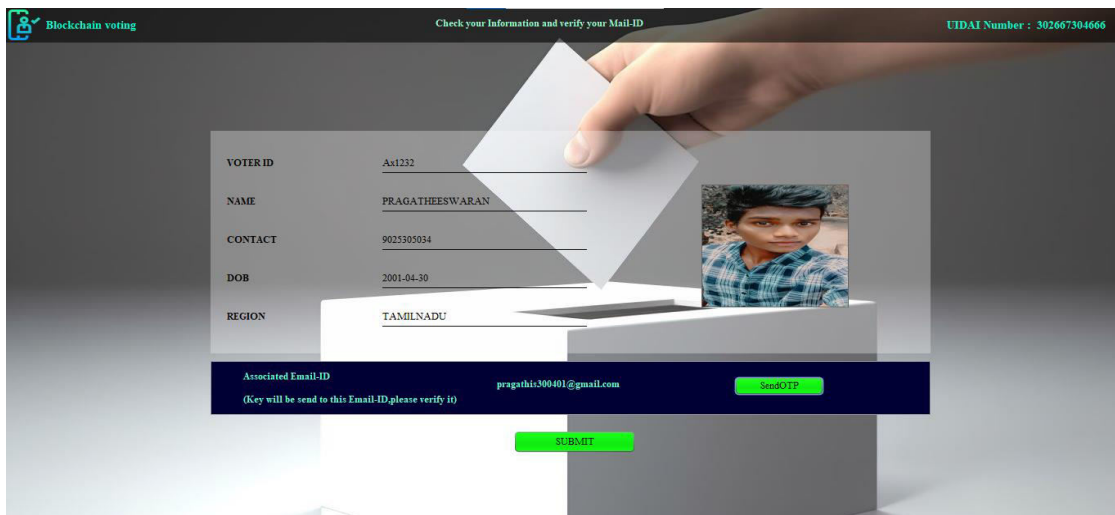 Blockchain voting
Check your Information and verify your Mail-ID
UIDAI Number : 302667304666
VOTER ID Ax1232
NAME PRAGATHEESWARAN
CONTACT 9025305034
DOB 2001-04-30
REGION TAMILNADU
Associated Email-ID
(Key will be send to this Email-ID,please verify it)
pragathis300401@gmail.com
SendOTP
SUBMIT